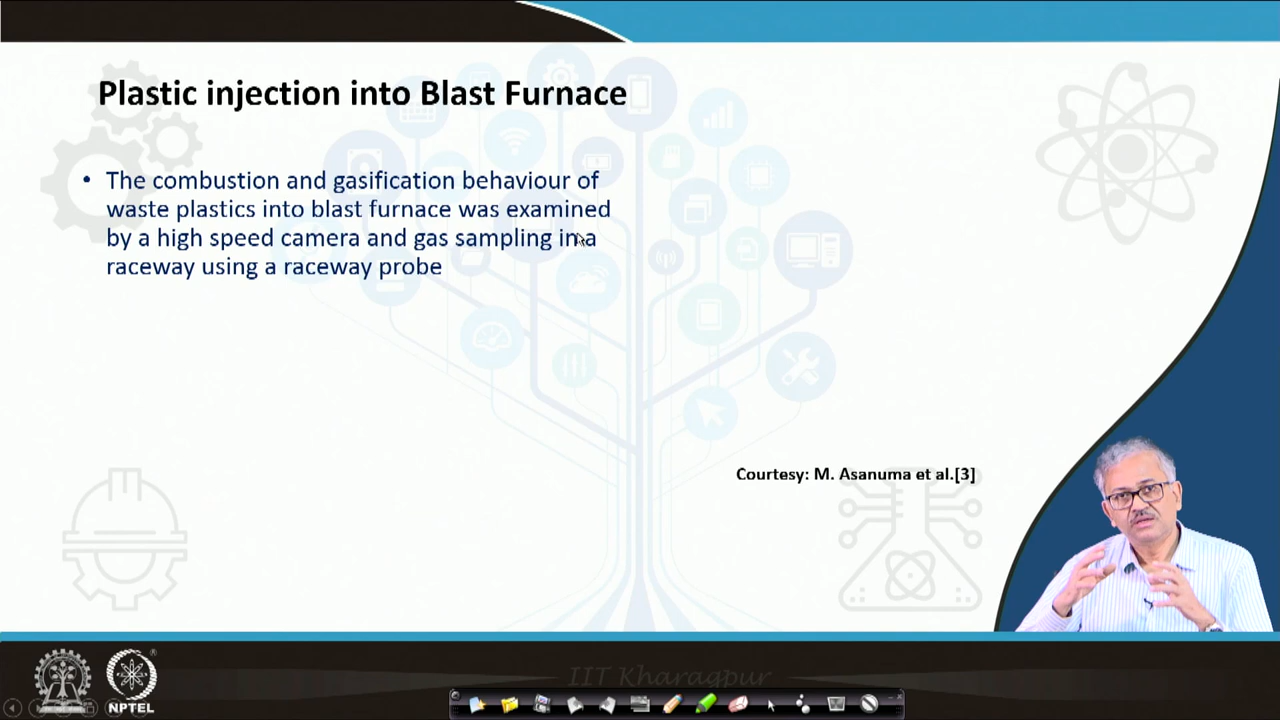 Plastic injection into Blast Furnace
• The combustion and gasification behaviour of
waste plastics into blast furnace was examined
by a high speed camera and gas sampling in a
raceway using a raceway probe
Courtesy: M. Asanuma et al.[3]
IIT Kharagpur
NPTEL